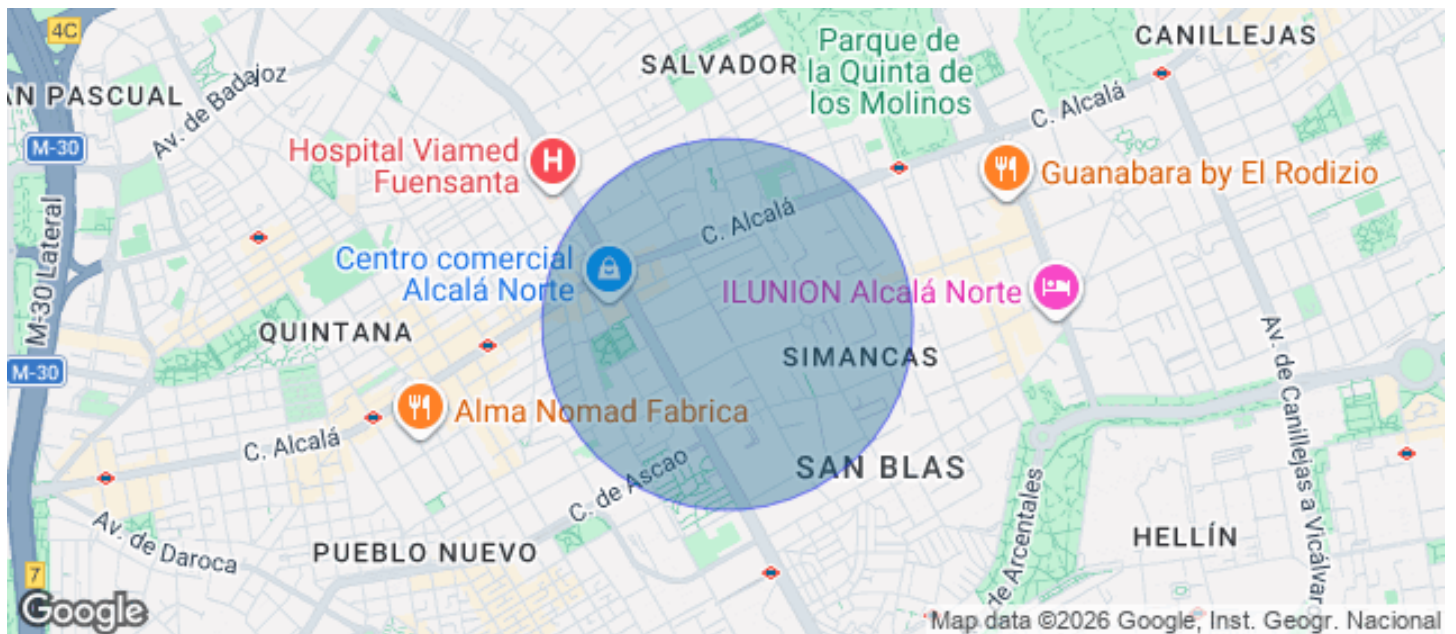 4C
SALVADOR
Parque de
la Quinta de
los Molinos
CANILLEJAS
AN PASCUAL
Av. de Badajoz
C. Alcalá
M-30
Hospital Viamed
Fuensanta
H
Guanabara by El Rodizio
M-30 Lateral
C. Alcalá
Centro comercial
Alcalá Norte
ILUNION Alcalá Norte
QUINTANA
SIMANCAS
M-30
Alma Nomad Fabrica
C. Alcalá
C. de Ascao
SAN BLAS
Av. de Canillejas a Vicálvaro
Av. de Daroca
PUEBLO NUEVO
de Arcentales
HELLÍN
7
Google
Map data ©2026 Google, Inst. Geogr. Nacional